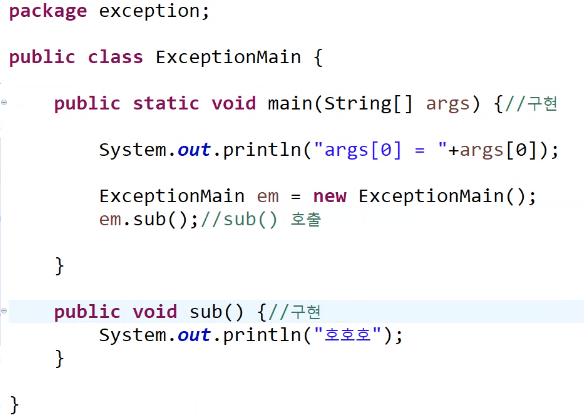 package exception;
public class ExceptionMain {
public static void main(String[] args) {//구현
System.out.println("args[0] = "+args[0]);
ExceptionMain em = new ExceptionMain();
em.sub();//sub() 호출
}
public void sub() {//구현
System.out.println("호호호");
}
}